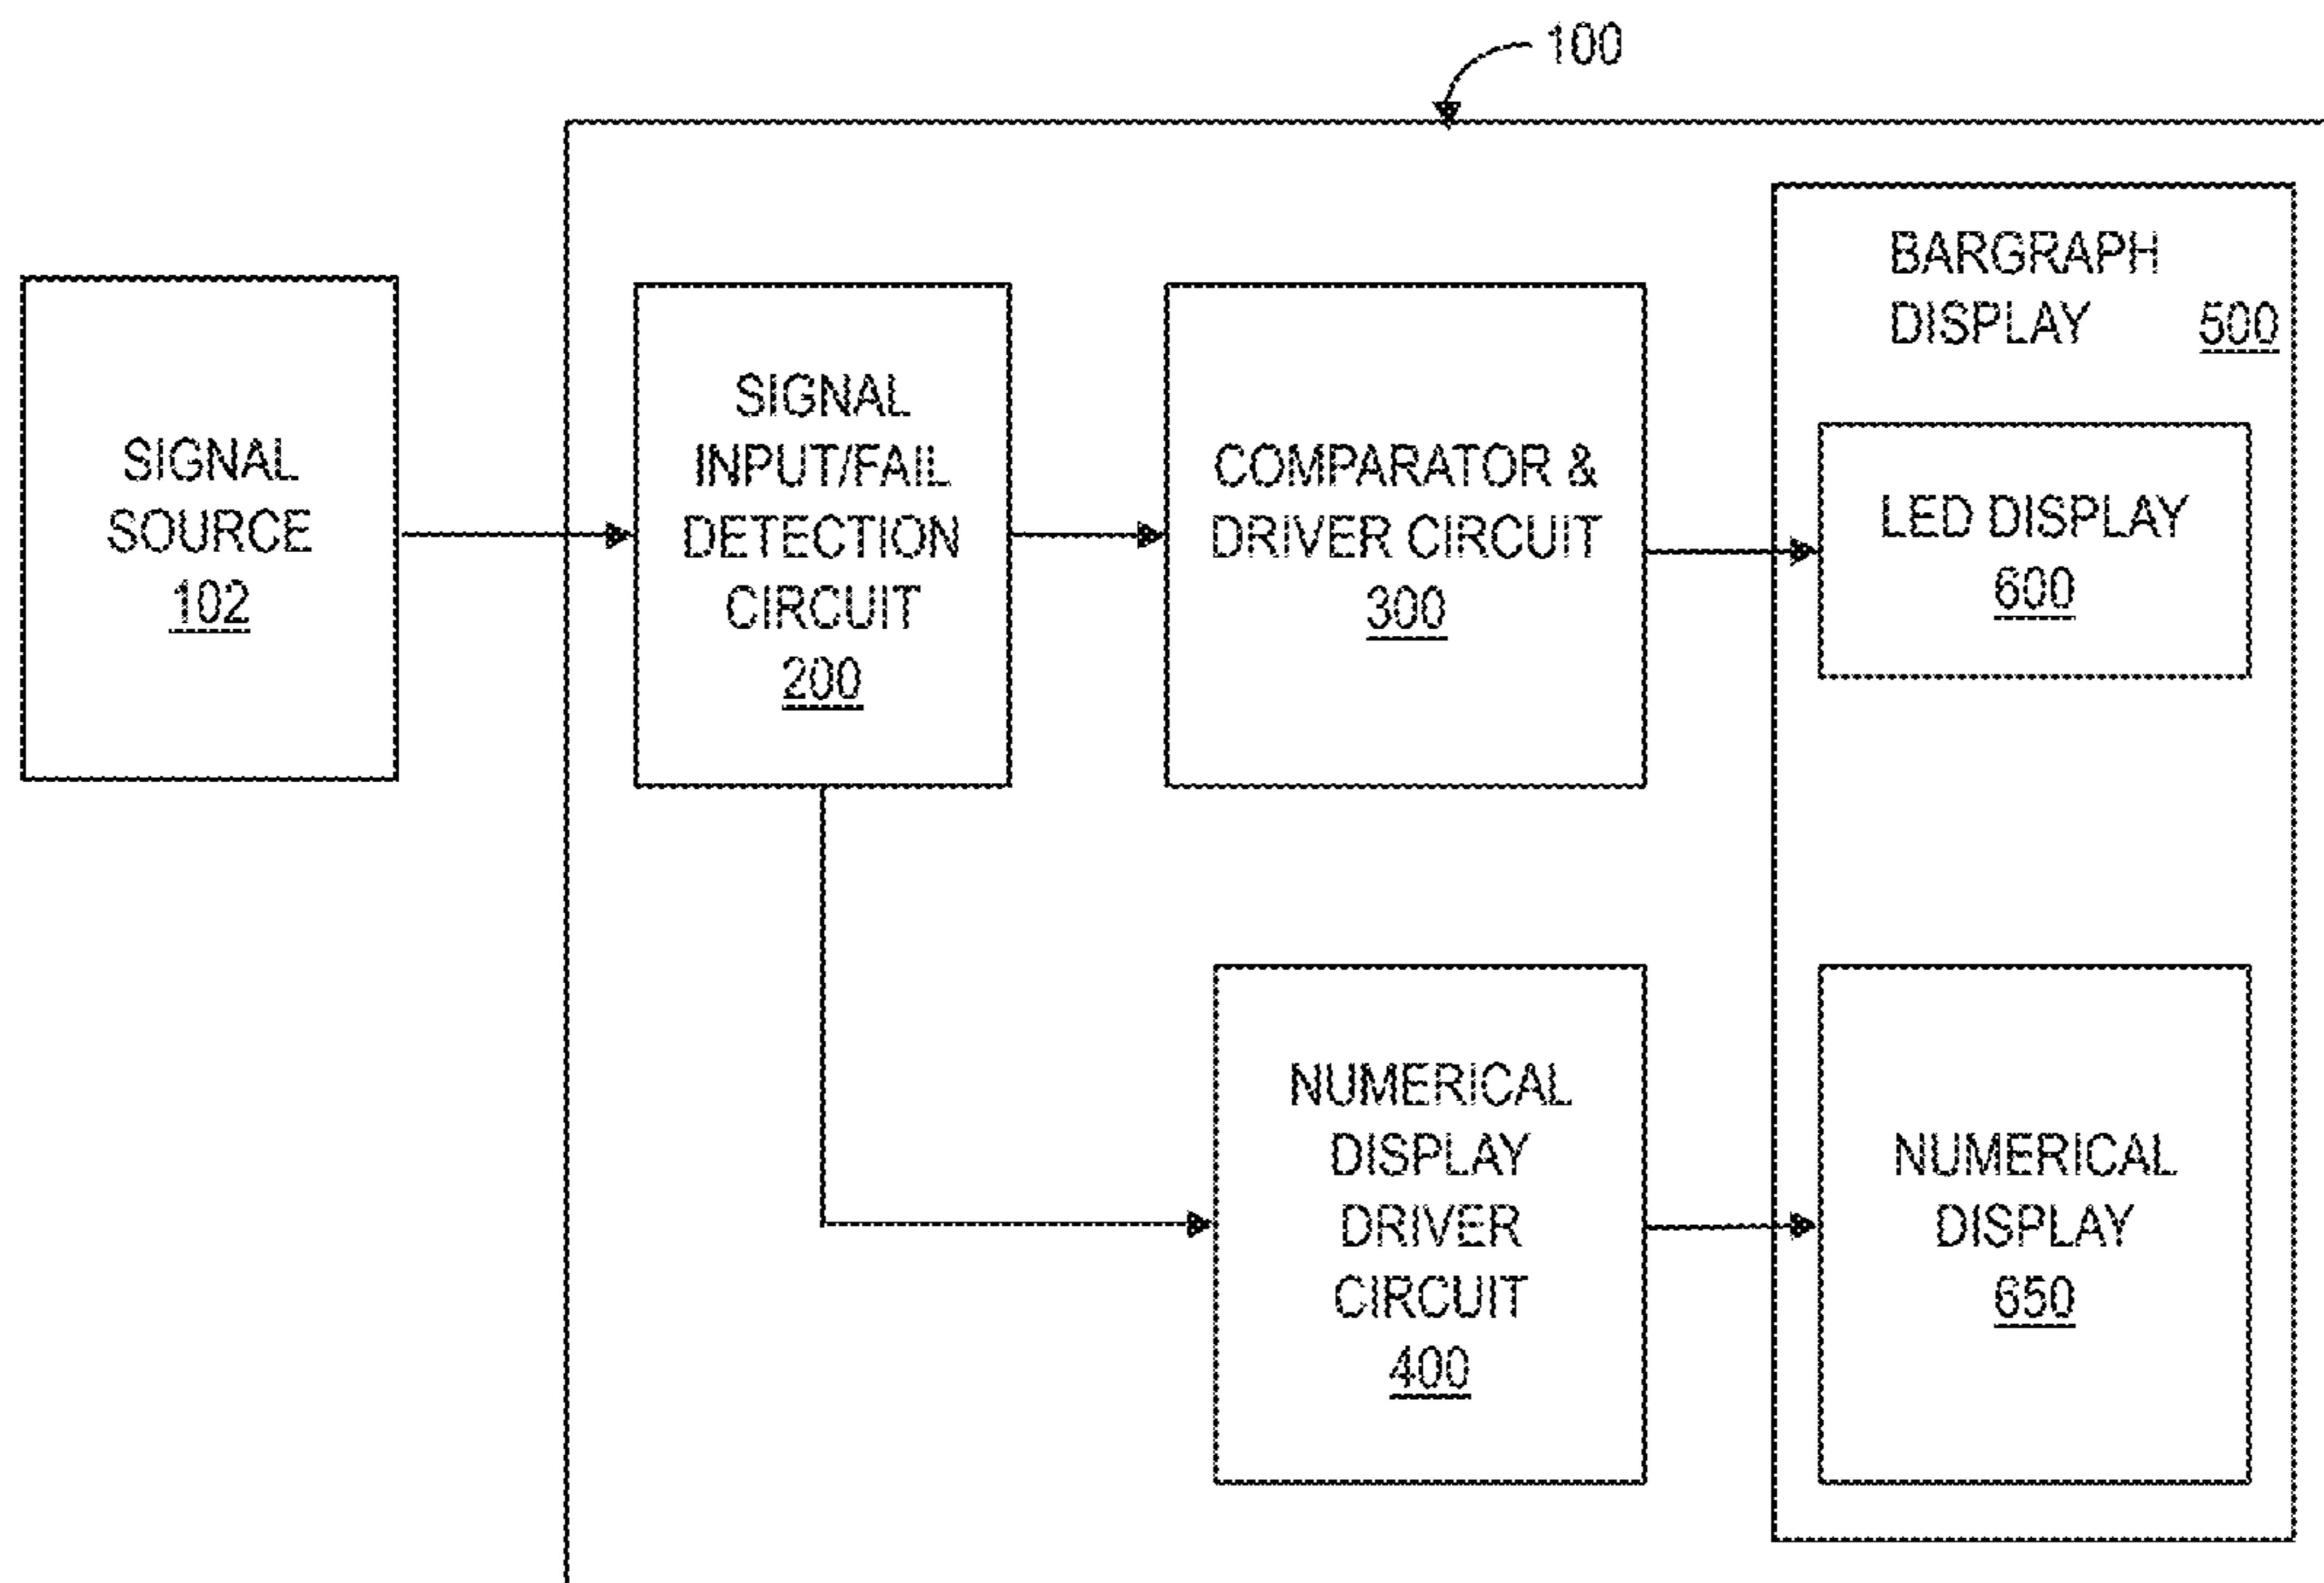 100
SIGNAL
SOURCE
102
SIGNAL
INPUT/FAIL
DETECTION
CIRCUIT
200
COMPARATOR &
DRIVER CIRCUIT
300
BARGRAPH
DISPLAY 500
LED DISPLAY
600
NUMERICAL
DISPLAY
DRIVER
CIRCUIT
400
NUMERICAL
DISPLAY
650